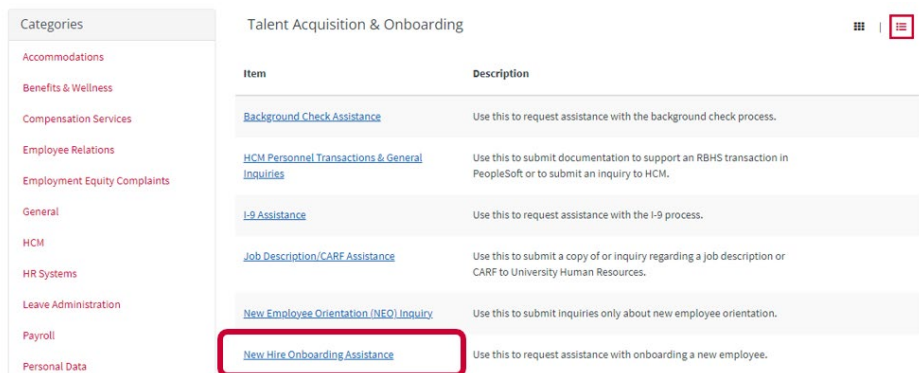 Categories
Accommodations
Benefits & Wellness
Compensation Services
Employee Relations
Employment Equity Complaints
General
HCM
HR Systems
Leave Administration
Payroll
Personal Data
Talent Acquisition & Onboarding
|
Item Description
Background Check Assistance Use this to request assistance with the background check process.
HCM Personnel Transactions & General Use this to submit documentation to support an RBHS transaction in
Inquiries PeopleSoft or to submit an inquiry to HCM.
I-9 Assistance Use this to request assistance with the I-9 process.
Job Description/CARF Assistance Use this to submit a copy of or inquiry regarding a job description or
CARF to University Human Resources.
New Employee Orientation (NEO) Inquiry Use this to submit inquiries only about new employee orientation.
New Hire Onboarding Assistance Use this to request assistance with onboarding a new employee.